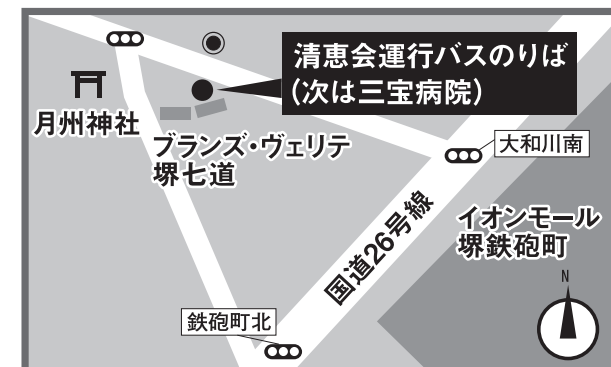 清恵会運行バスのりば
(次は三宝病院)
月州神社
ブランズ・ヴェリテ
堺七道
大和川南
国道26号線
イオンモール
堺鉄砲町
N
鉄砲町北